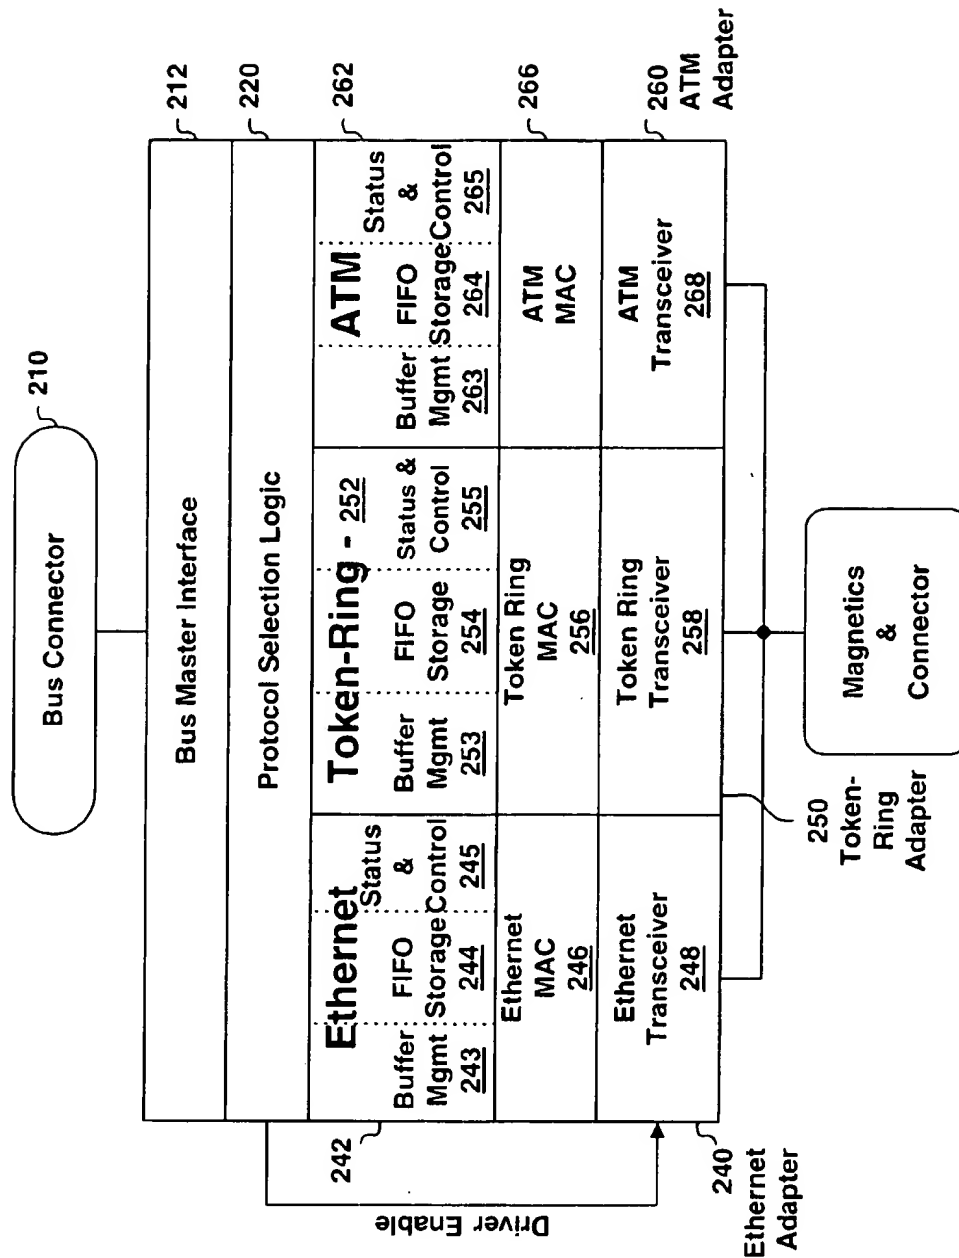 Bus Connector
210
Bus Master Interface
212
Protocol Selection Logic
220
Ethernet
Buffer
Mgmt
243
FIFO
Storage
244
Status
&
Control
245
242
Token-Ring - 252
Buffer
Mgmt
253
FIFO
Storage
254
Status &
Control
255
ATM
Buffer
Mgmt
263
FIFO
Storage
264
Status
&
Control
265
262
Ethernet
MAC
246
Token Ring
MAC
256
ATM
MAC
266
Ethernet
Transceiver
248
Token Ring
Transceiver
258
ATM
Transceiver
268
260
ATM
Adapter
Driver Enable
240
Ethernet
Adapter
250
Token-
Ring
Adapter
Magnetics
&
Connector